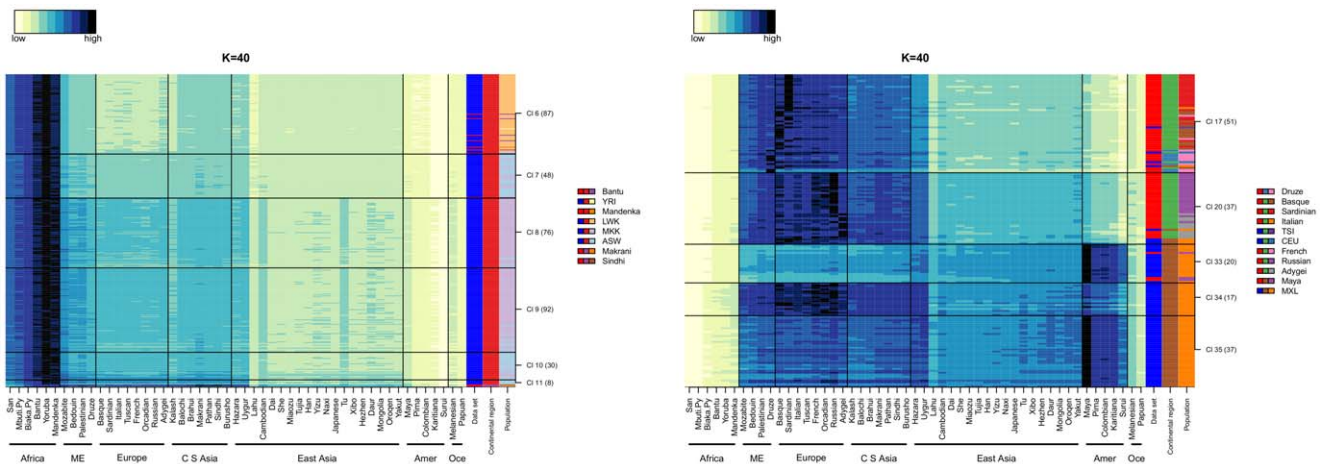 low
high
K=40
Cl 6 (87)
Cl 7 (48)
Cl 8 (76)
Cl 9 (92)
Cl 10 (30)
Cl 11 (8)
Bantu
YRI
Mandenka
LWK
MKK
ASW
Makrani
Sindhi
San
Mbuti.Py
Biaka.Py
Bantu
Yoruba
Mandenka
Mozabite
Bedouin
Palestinian
Druze
Basque
Sardinian
Italian
Tuscan
French
Orcadian
Russian
Adygei
Kalash
Balochi
Brahui
Makrani
Pathan
Sindhi
Burusho
Hazara
Uygur
Lahu
Cambodian
Dai
She
Miaozu
Tujia
Han
Yizu
Naxi
Japanese
Tu
Xibo
Hezhen
Daur
Mongolia
Oroqen
Yakut
Maya
Pima
Colombian
Karitiana
Surui
Melanesian
Papuan
Data set
Continental region
Population
Africa
ME
Europe
C S Asia
East Asia
Amer
Oce
low
high
K=40
Cl 17 (51)
Cl 20 (37)
Cl 33 (20)
Cl 34 (17)
Cl 35 (37)
Druze
Basque
Sardinian
Italian
TSI
CEU
French
Russian
Adygei
Maya
MXL
Mbuti.Py
Biaka.Py
Yoruba
Mandenka
Mozabite
Bedouin
Palestinian
Druze
Basque
Sardinian
Italian
Tuscan
French
Orcadian
Russian
Adygei
Kalash
Balochi
Brahui
Makrani
Pathan
Sindhi
Burusho
Hazara
Uygur
Lahu
Cambodian
Dai
She
Miaozu
Tujia
Han
Yizu
Naxi
Japanese
Tu
Xibo
Hezhen
Daur
Mongolia
Oroqen
Yakut
Maya
Pima
Colombian
Karitiana
Surui
Melanesian
Papuan
Data set
Continental region
Population
Africa
ME
Europe
C S Asia
East Asia
Amer
Oce